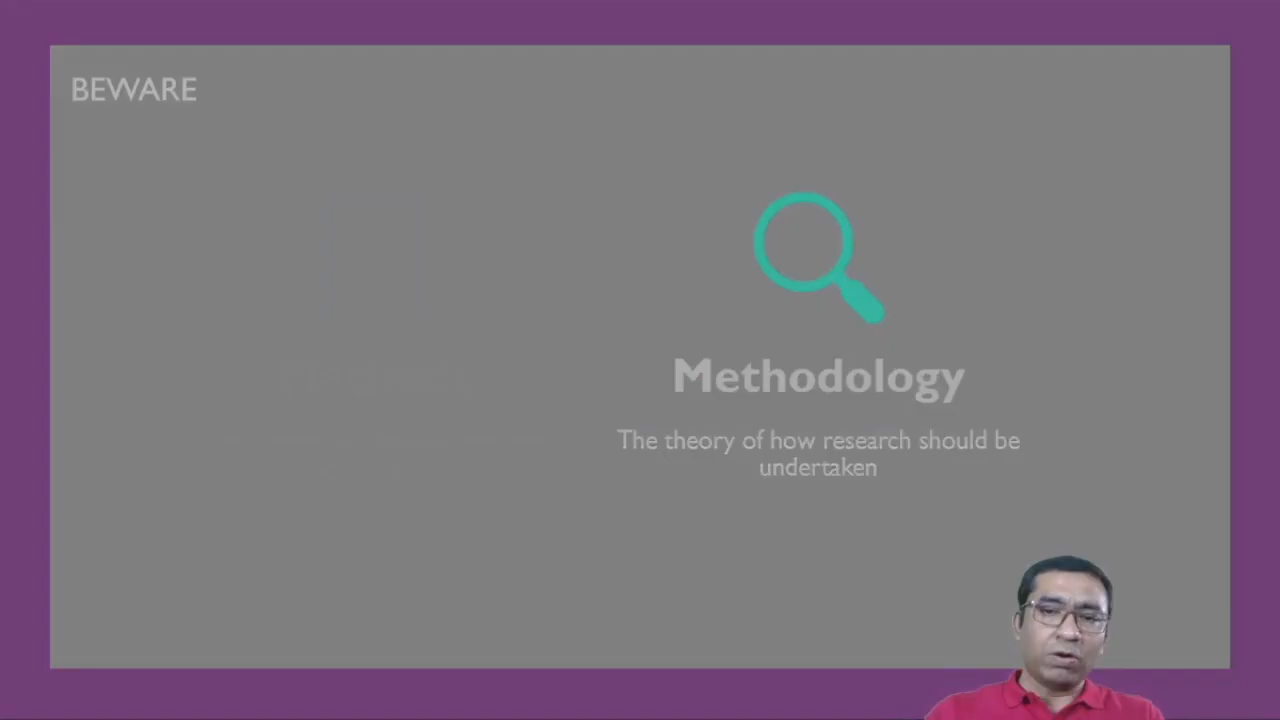 BEWARE
Methodology
The theory of how research should be
undertaken